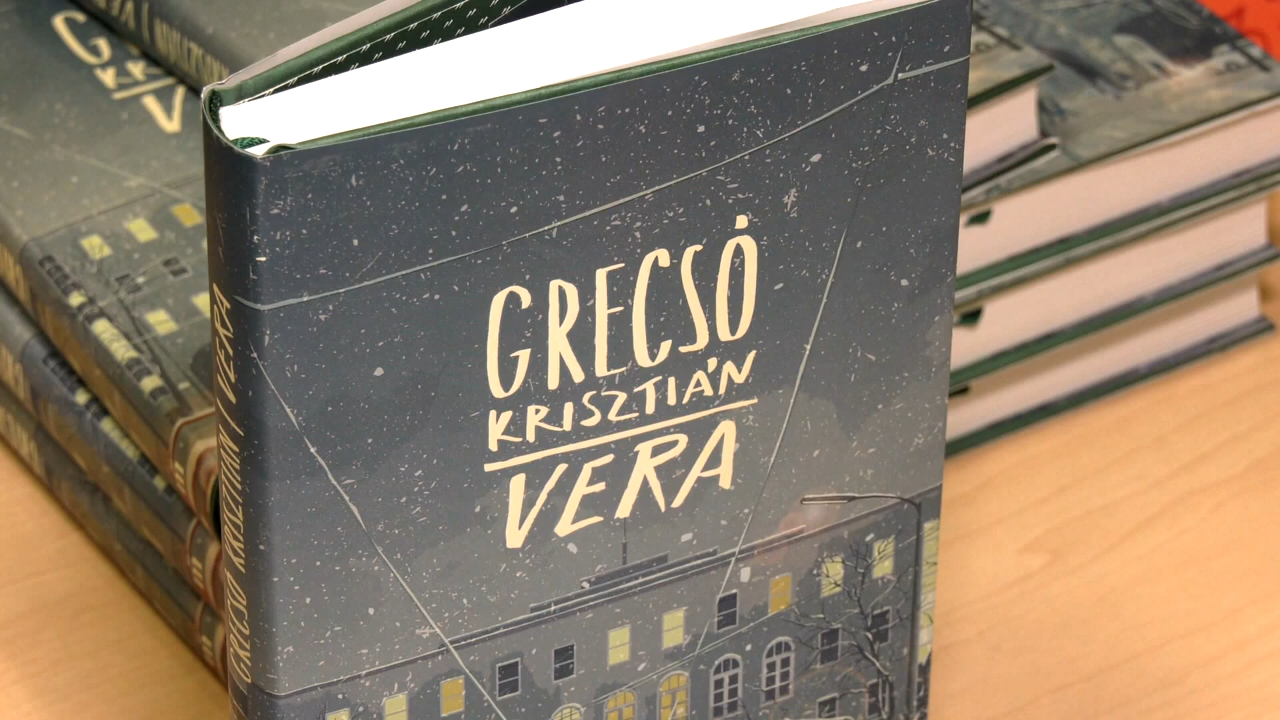 GRECSÓ
KRISZTIÁN
VERA
GRECSÓ KRISZTIÁN / VERA